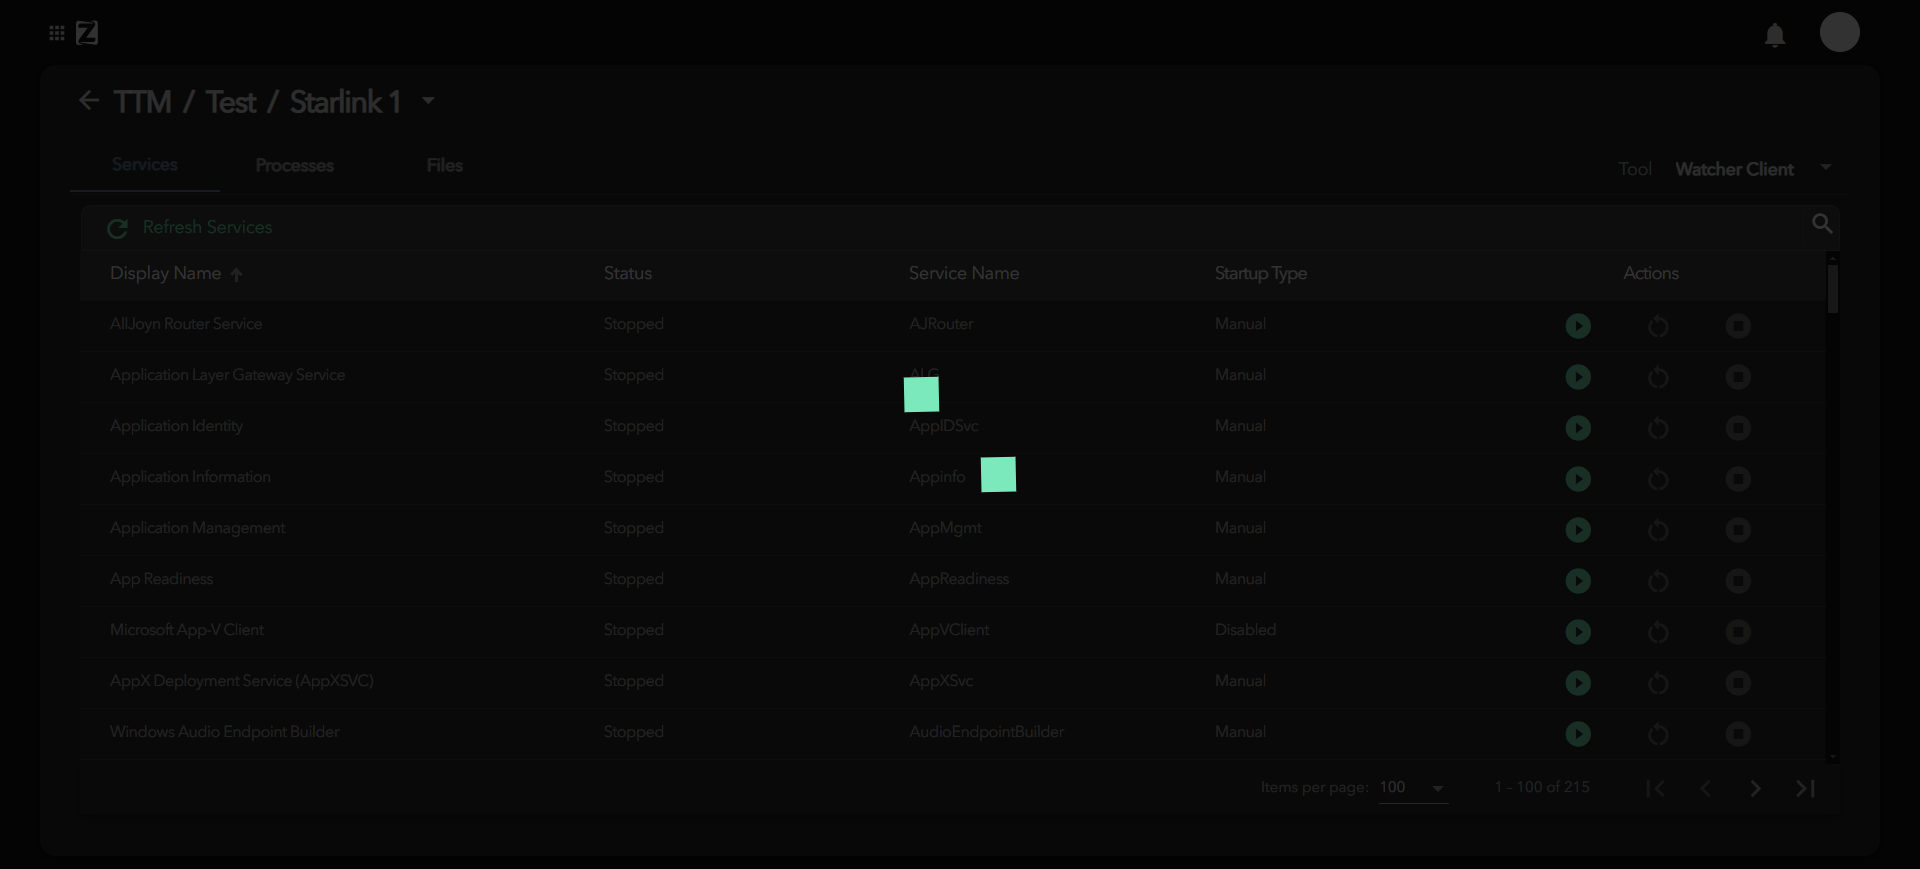 Z
TTM / Test / Starlink 1
Services Processes Files Tool Watcher Client
Refresh Services
Display Name Status Service Name Startup Type Actions
AllJoyn Router Service Stopped AJRouter Manual
Application Layer Gateway Service Stopped ALG Manual
Application Identity Stopped AppIDSvc Manual
Application Information Stopped Appinfo Manual
Application Management Stopped AppMgmt Manual
App Readiness Stopped AppReadiness Manual
Microsoft App-V Client Stopped AppVClient Disabled
AppX Deployment Service (AppXSVC) Stopped AppXSvc Manual
Windows Audio Endpoint Builder Stopped AudioEndpointBuilder Manual
Items per page: 100 1 - 100 of 215